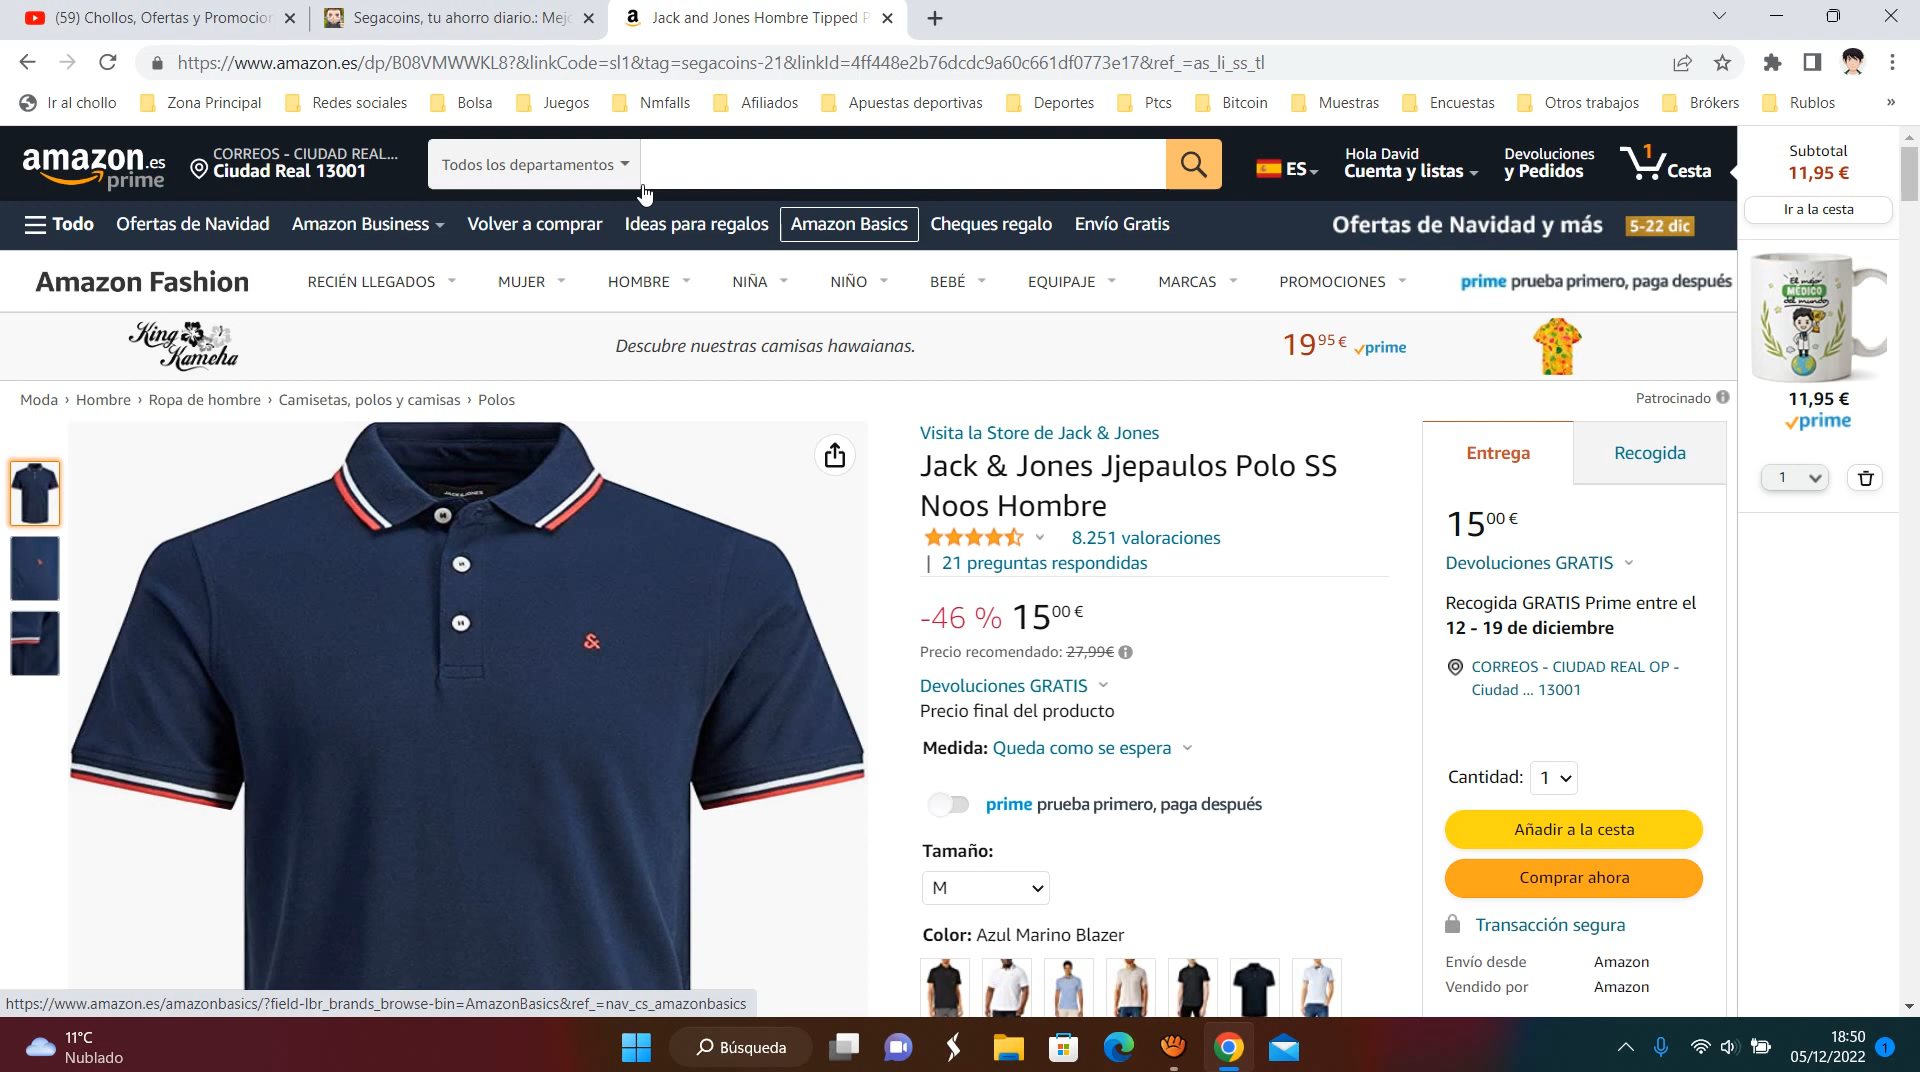 (59) Chollos, Ofertas y Promocion
Segacoins, tu ahorro diario.: Mejo
Jack and Jones Hombre Tipped P
https://www.amazon.es/dp/B08VMWWKL8?&linkCode=sl1&tag=segacoins-21&linkId=4ff448e2b76dcdc9a60c661df0773e17&ref_=as_li_ss_tl
Ir al chollo
Zona Principal
Redes sociales
Bolsa
Juegos
Nmfalls
Afiliados
Apuestas deportivas
Deportes
Ptcs
Bitcoin
Muestras
Encuestas
Otros trabajos
Brókers
Rublos
»
amazon.es
prime
CORREOS - CIUDAD REAL...
Ciudad Real 13001
Todos los departamentos
ES
Hola David
Cuenta y listas
Devoluciones
y Pedidos
1
Cesta
Subtotal
11,95 €
Ir a la cesta
Todo
Ofertas de Navidad
Amazon Business
Volver a comprar
Ideas para regalos
Amazon Basics
Cheques regalo
Envío Gratis
Ofertas de Navidad y más
5-22 dic
Amazon Fashion
RECIÉN LLEGADOS
MUJER
HOMBRE
NIÑA
NIÑO
BEBÉ
EQUIPAJE
MARCAS
PROMOCIONES
prime prueba primero, paga después
King Kameha
Descubre nuestras camisas hawaianas.
19 95 € prime
El mejor
MÉDICO
del mundo
11,95 €
prime
1
Moda › Hombre › Ropa de hombre › Camisetas, polos y camisas › Polos
Patrocinado
JACK&JONES
&
Visita la Store de Jack & Jones
Jack & Jones Jjepaulos Polo SS
Noos Hombre
8.251 valoraciones
| 21 preguntas respondidas
-46 % 15 00 €
Precio recomendado: 27,99€
Devoluciones GRATIS
Precio final del producto
Medida: Queda como se espera
prime prueba primero, paga después
Tamaño:
M
Color: Azul Marino Blazer
Entrega
Recogida
15 00 €
Devoluciones GRATIS
Recogida GRATIS Prime entre el
12 - 19 de diciembre
CORREOS - CIUDAD REAL OP -
Ciudad ... 13001
Cantidad: 1
Añadir a la cesta
Comprar ahora
Transacción segura
Envío desde Amazon
Vendido por Amazon
https://www.amazon.es/amazonbasics/?field-lbr_brands_browse-bin=AmazonBasics&ref_=nav_cs_amazonbasics
11°C
Nublado
Búsqueda
18:50
05/12/2022
1